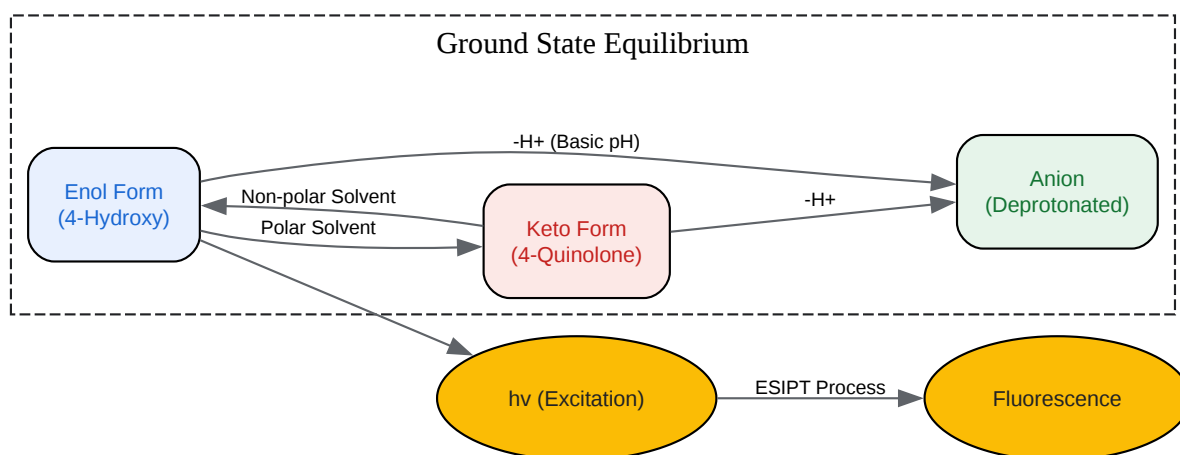 Ground State Equilibrium
-H+ (Basic pH)
Enol Form
(4-Hydroxy)
Non-polar Solvent
Polar Solvent
Keto Form
(4-Quinolone)
-H+
Anion
(Deprotonated)
hv (Excitation)
ESIPT Process
Fluorescence